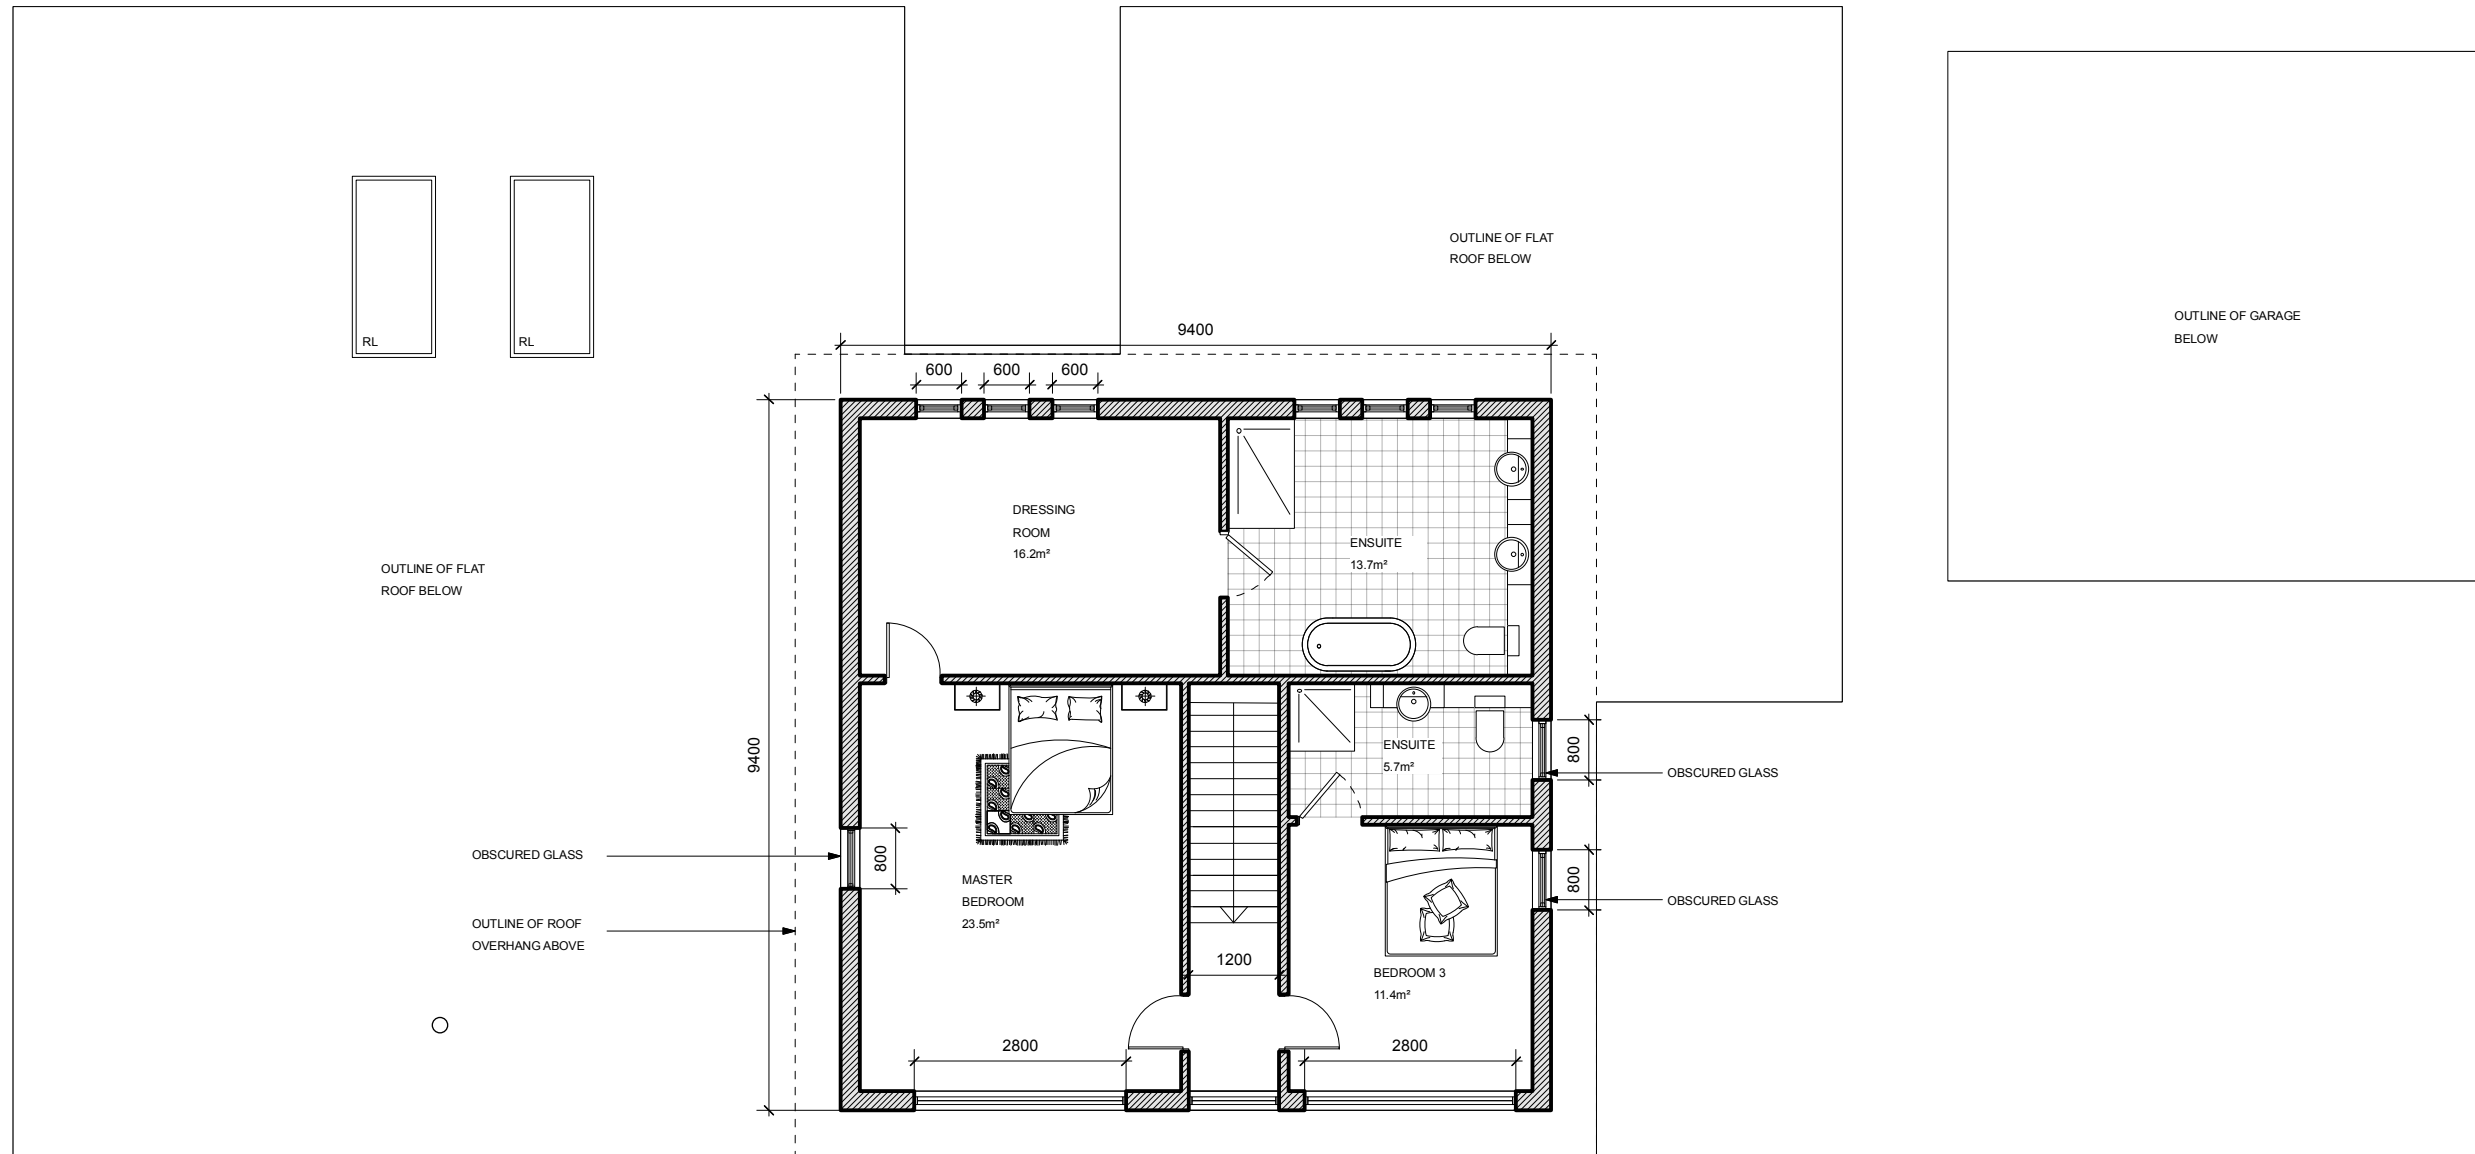 OUTLINE OF FLAT
ROOF BELOW
OUTLINE OF GARAGE
BELOW
RL
RL
9400
600
600
600
DRESSING
ROOM
16.2m²
ENSUITE
13.7m²
OUTLINE OF FLAT
ROOF BELOW
9400
ENSUITE
5.7m²
800
OBSCURED GLASS
OBSCURED GLASS
800
MASTER
BEDROOM
23.5m²
800
OBSCURED GLASS
OUTLINE OF ROOF
OVERHANG ABOVE
1200
BEDROOM 3
11.4m²
2800
2800